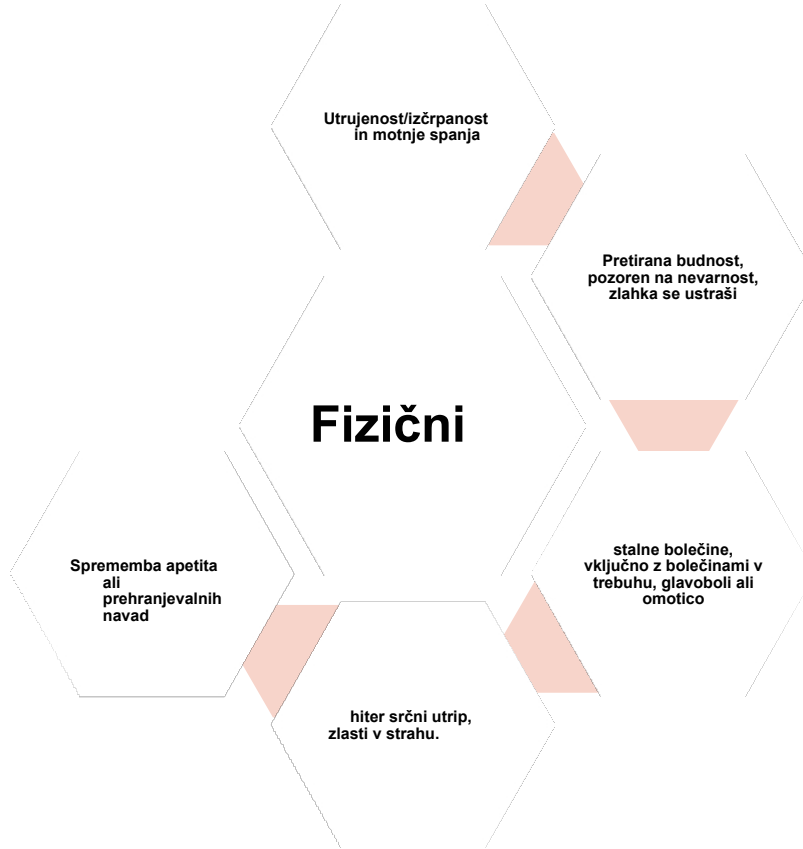 Utrujenost/izčrpanost
in motnje spanja
Pretirana budnost,
pozoren na nevarnost,
zlahka se ustraši
Fizični
stalne bolečine,
vključno z bolečinami v
trebuhu, glavoboli ali
omotico
Sprememba apetita
ali
prehranjevalnih
navad
hiter srčni utrip,
zlasti v strahu.